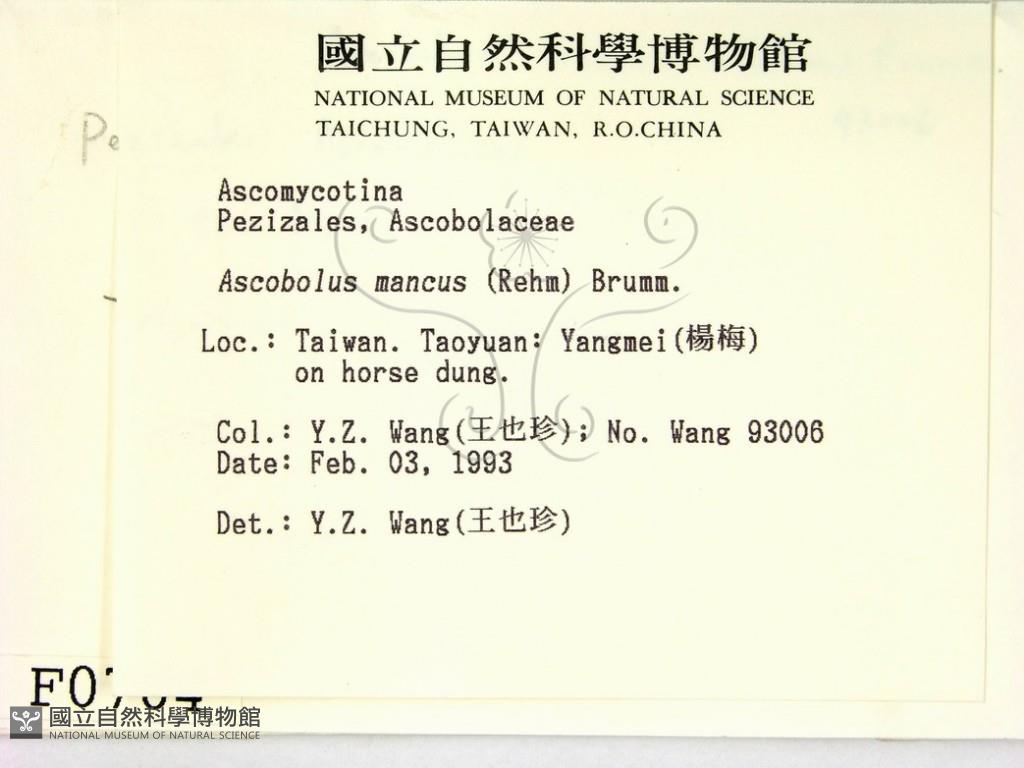 國立自然科學博物館
NATIONAL MUSEUM OF NATURAL SCIENCE
TAICHUNG, TAIWAN, R.O.CHINA
Ascomycotina
Pezizales, Ascobolaceae
Ascobolus mancus (Rehm) Brumm.
Loc.: Taiwan. Taoyuan: Yangmei(楊梅)
on horse dung.
Col.: Y.Z. Wang(王也珍); No. Wang 93006
Date: Feb. 03, 1993
Det.: Y.Z. Wang(王也珍)
國立自然科學博物館
NATIONAL MUSEUM OF NATURAL SCIENCE